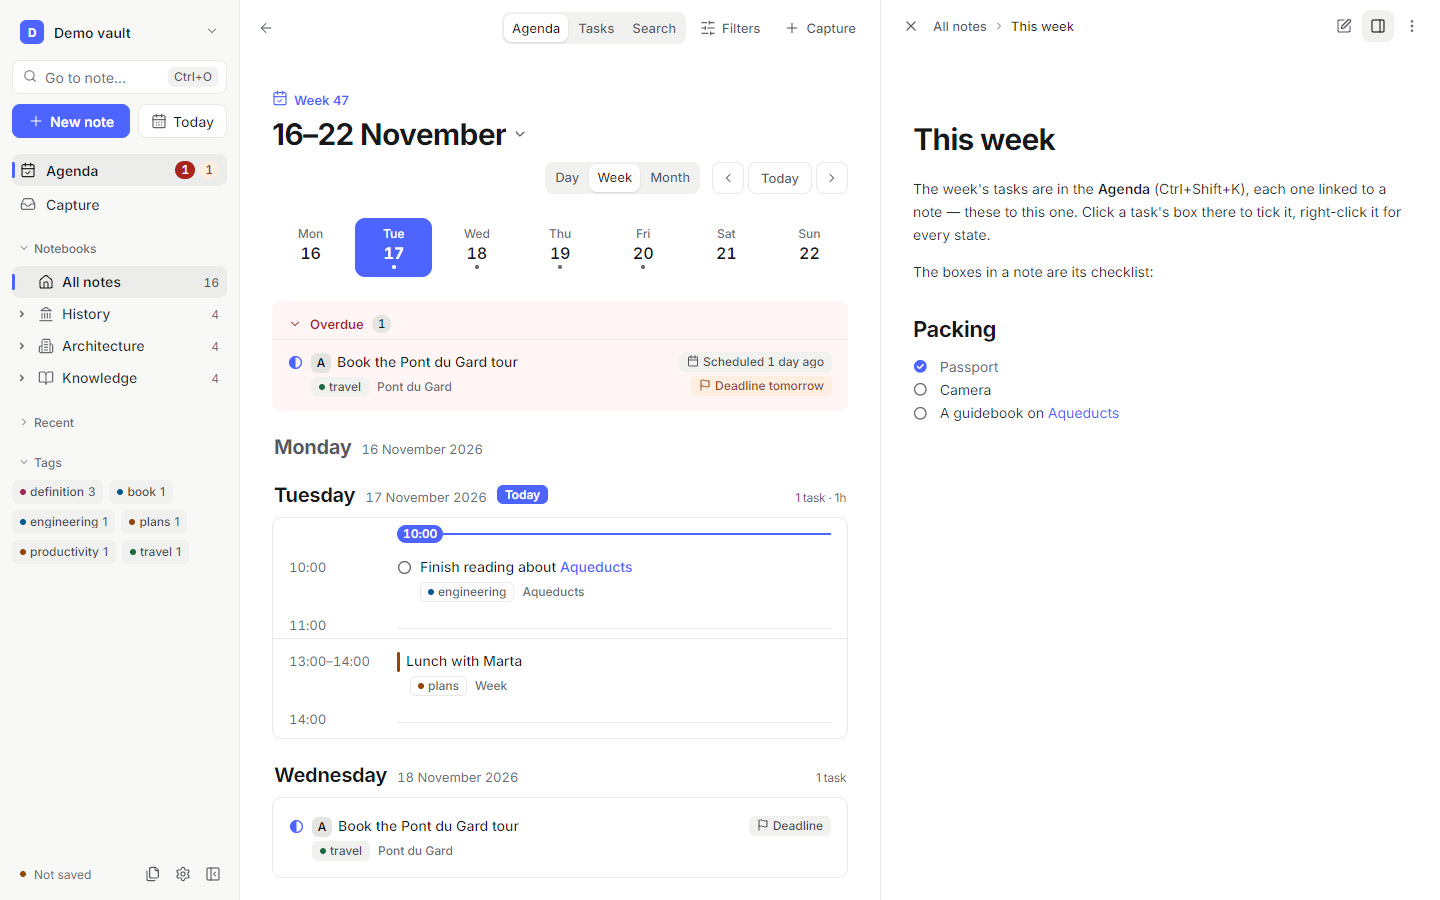 D Demo vault
Go to note... Ctrl+O
New note
Today
Agenda 1 1
Capture
Notebooks
All notes 16
History 4
Architecture 4
Knowledge 4
Recent
Tags
definition 3
book 1
engineering 1
plans 1
productivity 1
travel 1
Not saved
Agenda Tasks Search Filters Capture
Week 47
16–22 November
Day Week Month Today
Mon Tue Wed Thu Fri Sat Sun
16 17 18 19 20 21 22
Overdue 1
A Book the Pont du Gard tour Scheduled 1 day ago
travel Pont du Gard Deadline tomorrow
Monday 16 November 2026
Tuesday 17 November 2026 Today 1 task · 1h
10:00
10:00 Finish reading about Aqueducts
engineering Aqueducts
11:00
13:00–14:00 Lunch with Marta
plans Week
14:00
Wednesday 18 November 2026 1 task
A Book the Pont du Gard tour Deadline
travel Pont du Gard
All notes > This week
This week
The week's tasks are in the Agenda (Ctrl+Shift+K), each one linked to a
note — these to this one. Click a task's box there to tick it, right-click it for
every state.
The boxes in a note are its checklist:
Packing
Passport
Camera
A guidebook on Aqueducts